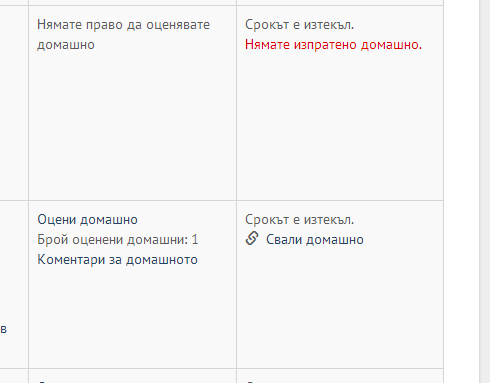 Нямате право да оценявате
домашно
Срокът е изтекъл.
Нямате изпратено домашно.
Оцени домашно
Брой оценени домашни: 1
Коментари за домашното
Срокът е изтекъл.
Свали домашно
в